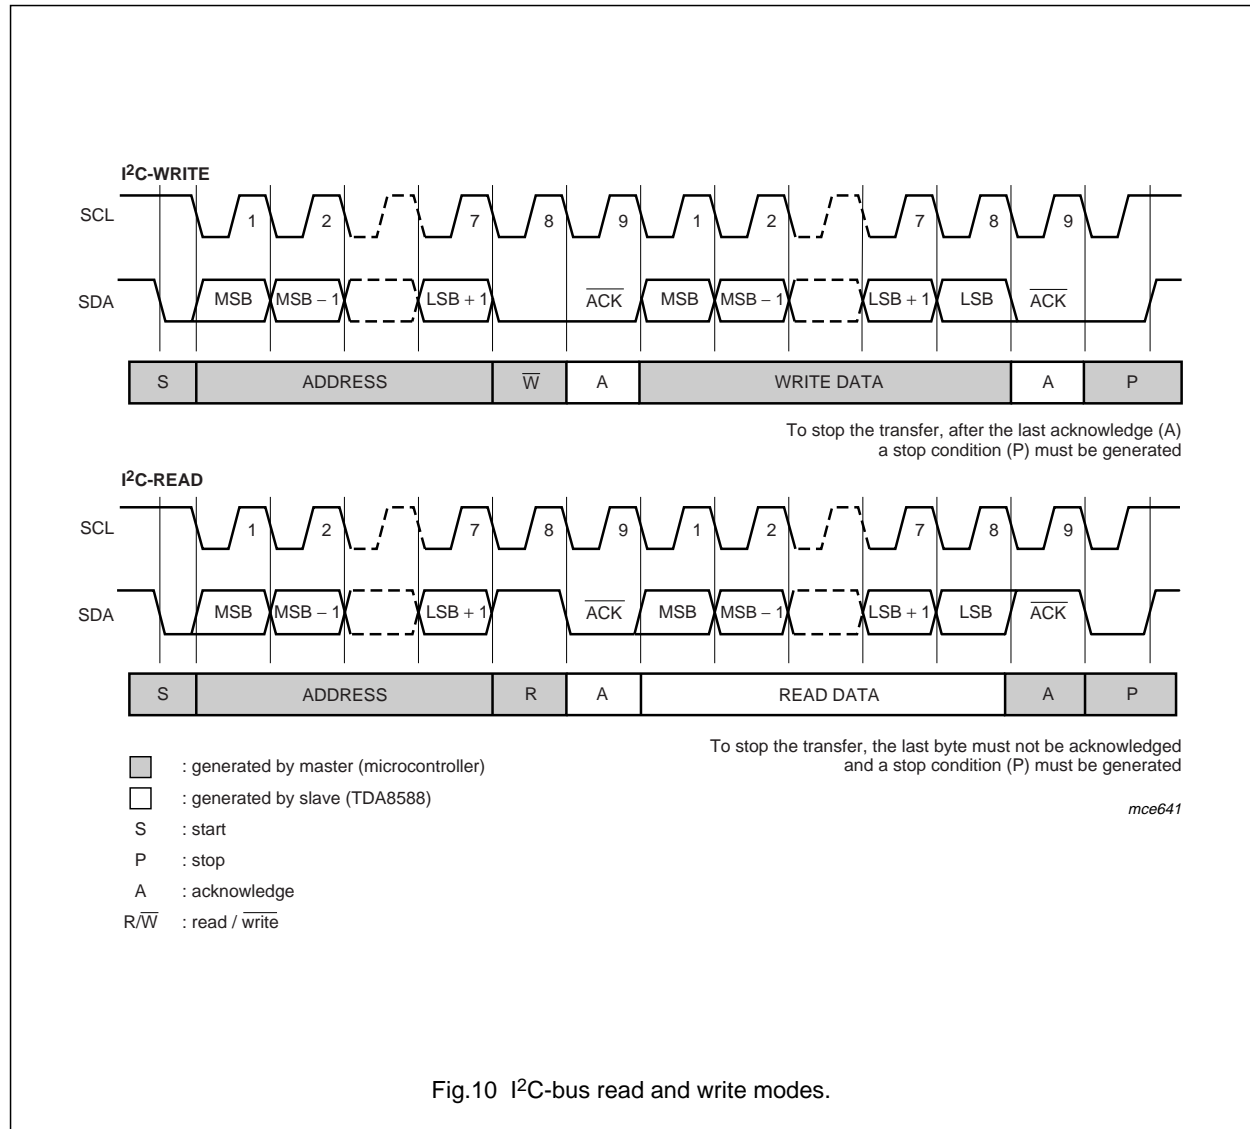 I²C-WRITE
SCL 1 2 7 8 9 1 2 7 8 9
SDA MSB MSB − 1 LSB + 1 A̅C̅K̅ MSB MSB − 1 LSB + 1 LSB A̅C̅K̅
S ADDRESS W̅ A WRITE DATA A P
To stop the transfer, after the last acknowledge (A)
a stop condition (P) must be generated
I²C-READ
SCL 1 2 7 8 9 1 2 7 8 9
SDA MSB MSB − 1 LSB + 1 A̅C̅K̅ MSB MSB − 1 LSB + 1 LSB A̅C̅K̅
S ADDRESS R A READ DATA A P
To stop the transfer, the last byte must not be acknowledged
and a stop condition (P) must be generated
: generated by master (microcontroller)
: generated by slave (TDA8588)
mce641
S : start
P : stop
A : acknowledge
R/W̅ : read / w̅r̅i̅t̅e̅
Fig.10 I²C-bus read and write modes.